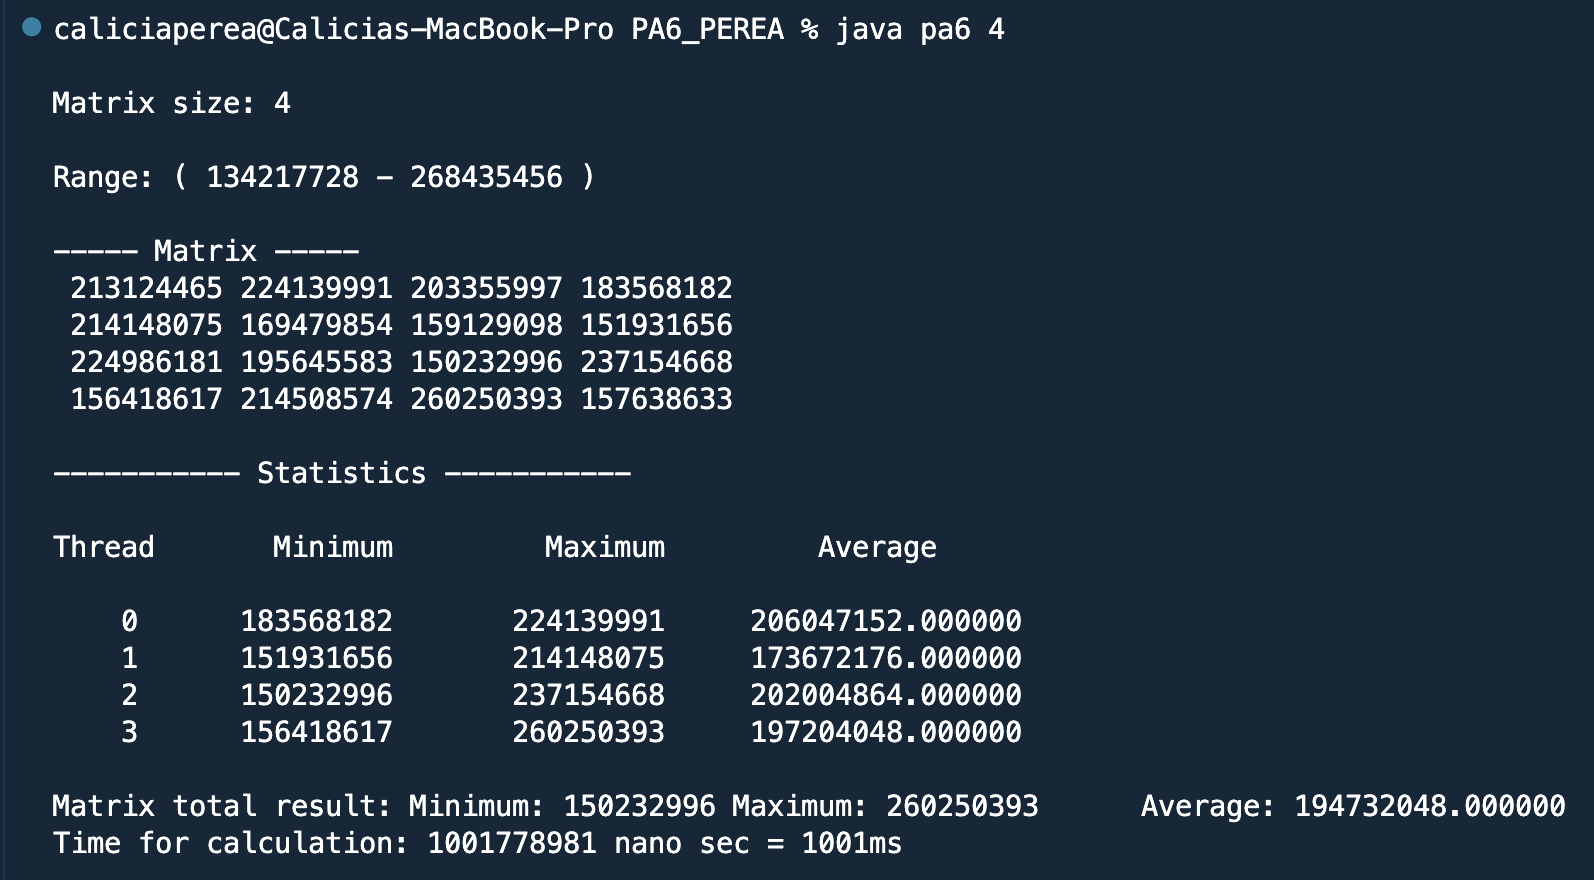 caliciaperea@Calicias-MacBook-Pro PA6_PEREA % java pa6 4
Matrix size: 4
Range: ( 134217728 - 268435456 )
----- Matrix -----
213124465 224139991 203355997 183568182
214148075 169479854 159129098 151931656
224986181 195645583 150232996 237154668
156418617 214508574 260250393 157638633
----------- Statistics -----------
Thread Minimum Maximum Average
0 183568182 224139991 206047152.000000
1 151931656 214148075 173672176.000000
2 150232996 237154668 202004864.000000
3 156418617 260250393 197204048.000000
Matrix total result: Minimum: 150232996 Maximum: 260250393 Average: 194732048.000000
Time for calculation: 1001778981 nano sec = 1001ms